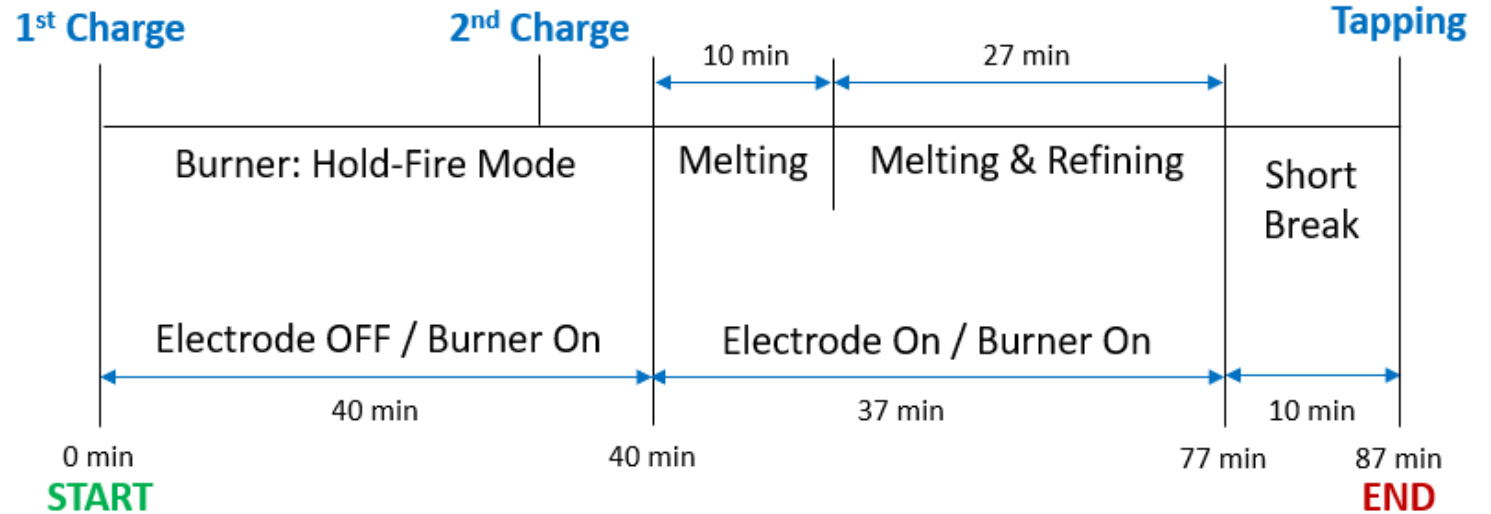 1st Charge
2nd Charge
Tapping
10 min
27 min
Burner: Hold-Fire Mode
Melting
Melting & Refining
Short
Break
Electrode OFF / Burner On
Electrode On / Burner On
40 min
37 min
10 min
0 min
40 min
77 min
87 min
START
END